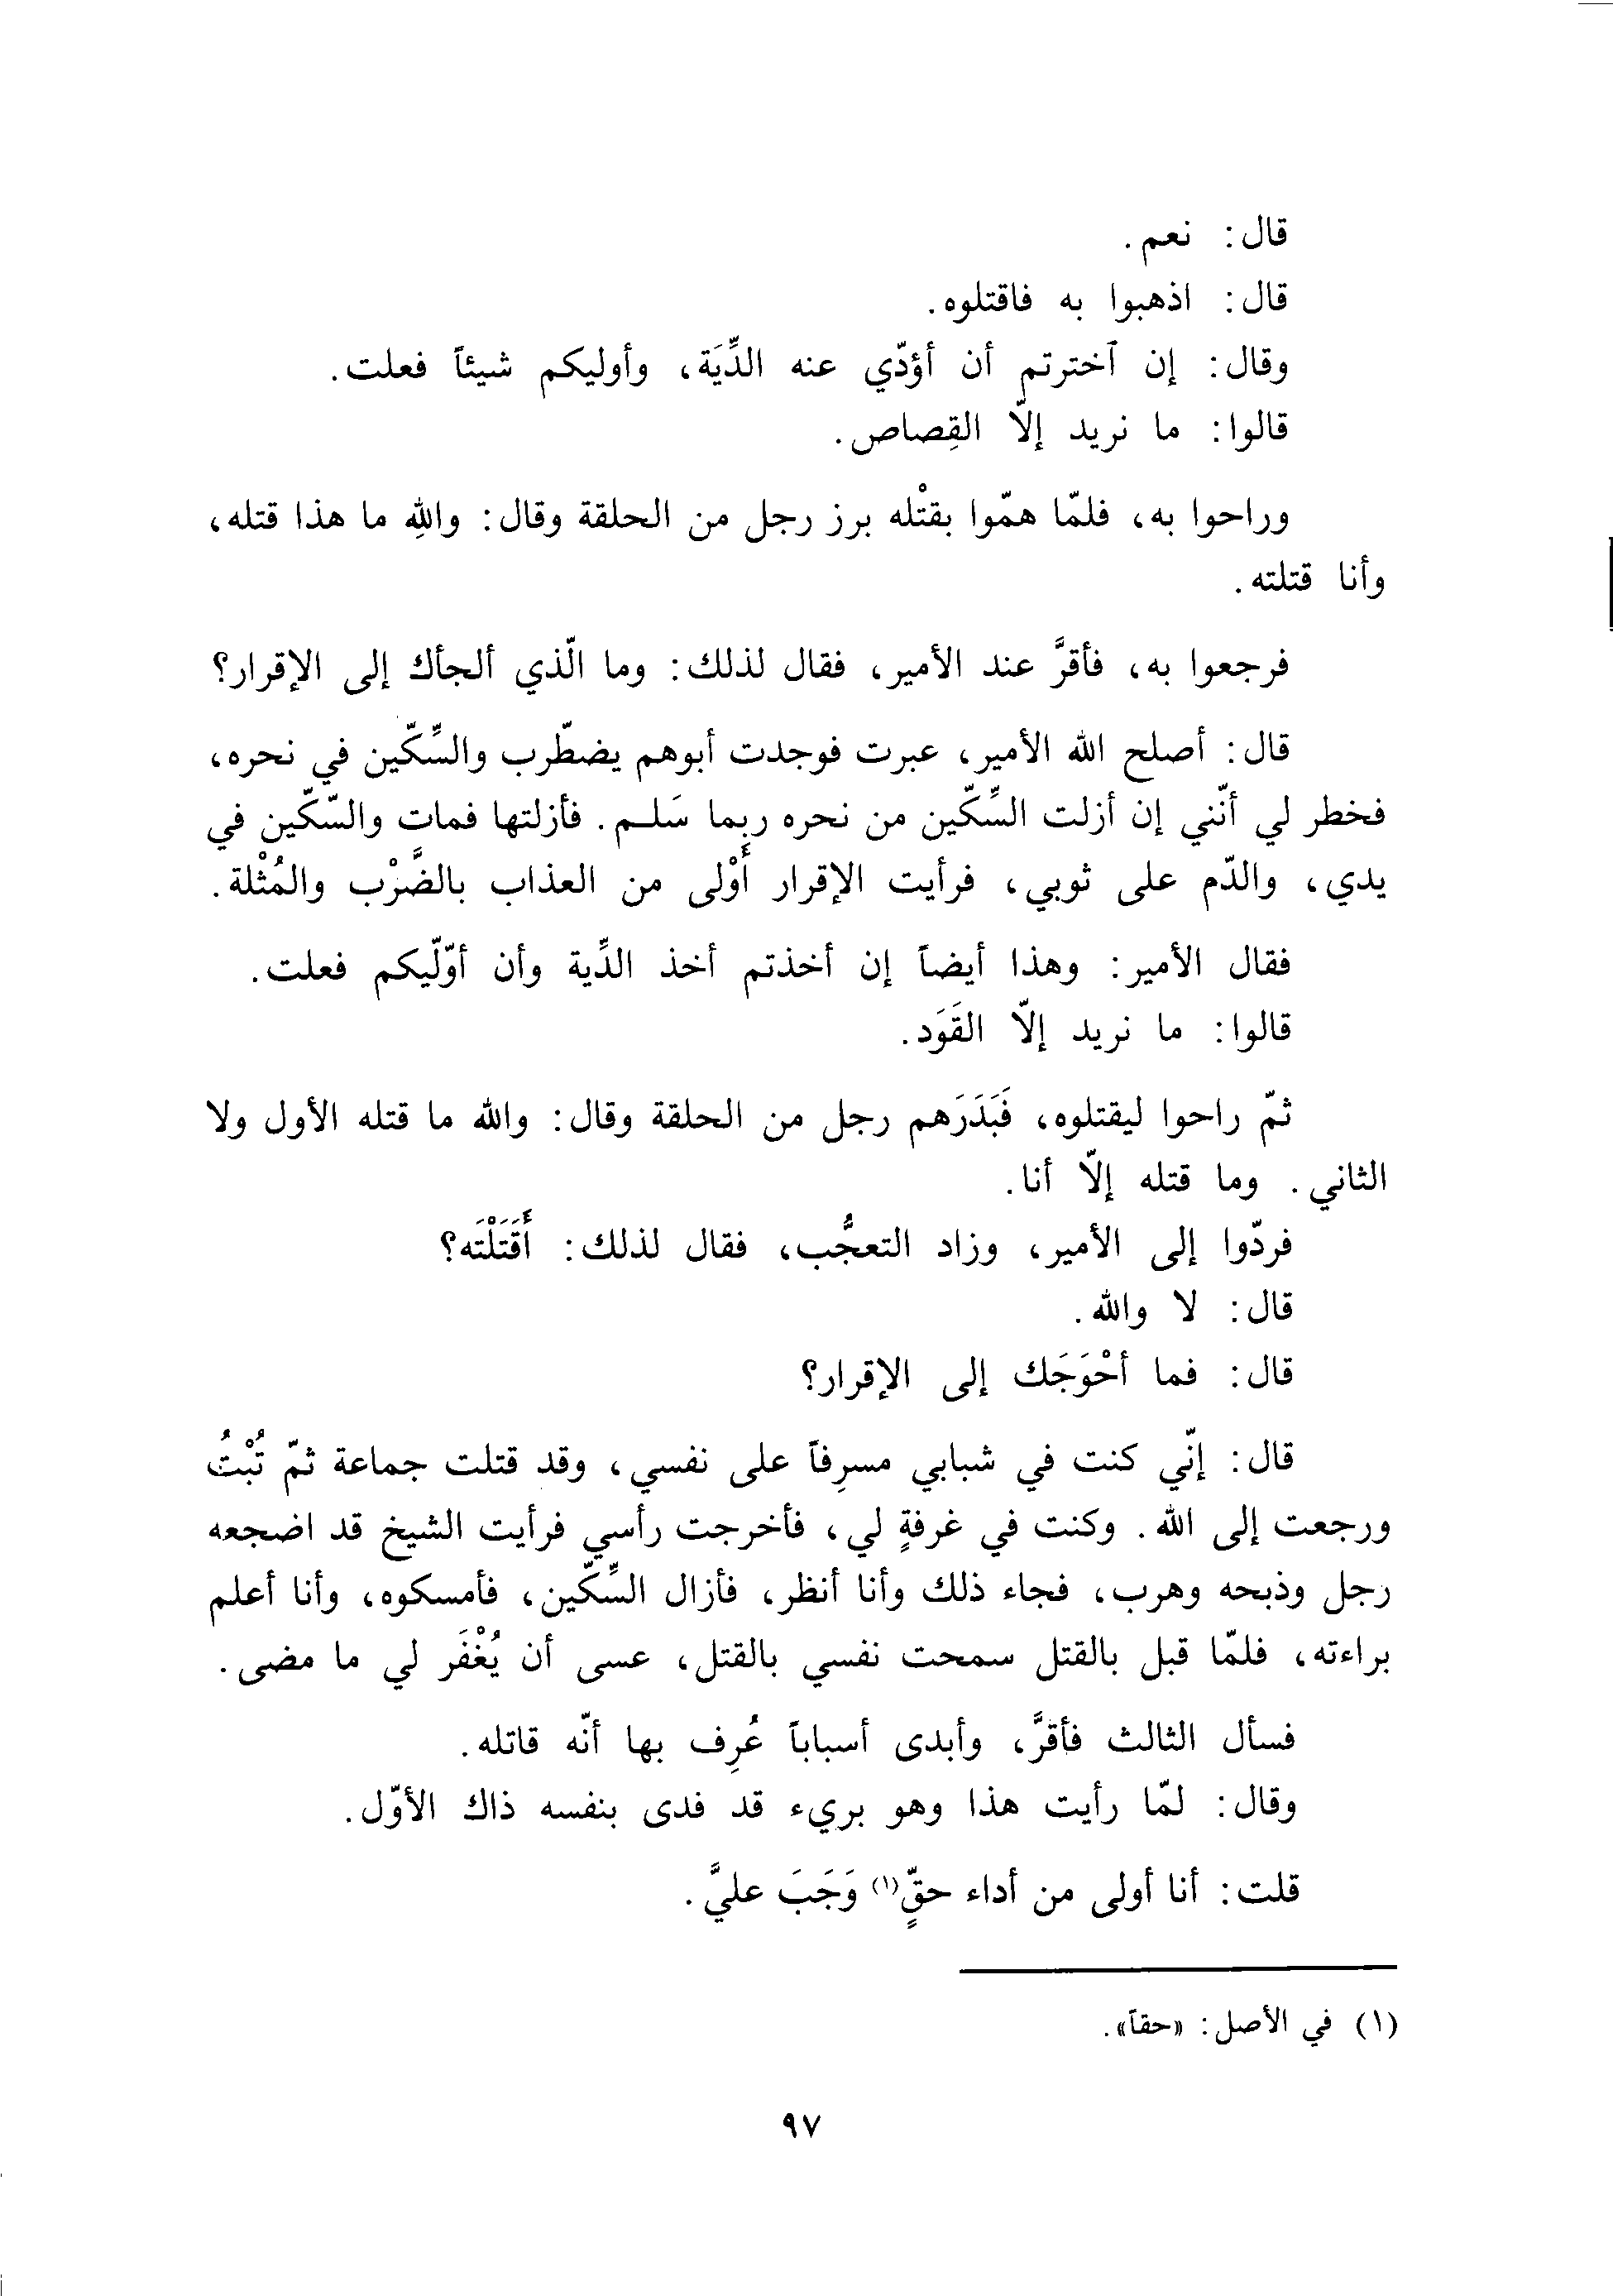 قال: نعم.
قال: اذهبوا به فاقتلوه.
وقال: إن آخترتم أن أؤدّي عنه الدِّيَة، وأوليكم شيئاً فعلت.
قالوا: ما نريد إلاّ القِصاص.
وراحوا به، فلمّا همّوا بقتْله برز رجل من الحلقة وقال: واللهِ ما هذا قتله،
وأنا قتلته.
فرجعوا به، فأقرَّ عند الأمير، فقال لذلك: وما الّذي ألجأك إلى الإقرار؟
قال: أصلح الله الأمير، عبرت فوجدت أبوهم يضطّرب والسِّكّين في نحره،
فخطر لي أنّني إن أزلت السِّكّين من نحره ربما سَلـم. فأزلتها فمات والسّكّين في
يدي، والدّم على ثوبي، فرأيت الإقرار أَوْلى من العذاب بالضَّرْب والمُثْلة.
فقال الأمير: وهذا أيضاً إن أخذتم أخذ الدِّية وأن أوّلّيكم فعلت.
قالوا: ما نريد إلاّ القَوَد.
ثمّ راحوا ليقتلوه، فَبَدَرَهم رجل من الحلقة وقال: والله ما قتله الأول ولا
الثاني. وما قتله إلاّ أنا.
فردّوا إلى الأمير، وزاد التعجُّب، فقال لذلك: أَقَتَلْتَه؟
قال: لا والله.
قال: فما أحْوَجَك إلى الإقرار؟
قال: إنّي كنت في شبابي مسرِفاً على نفسي، وقد قتلت جماعة ثمّ تُبْتُ
ورجعت إلى الله. وكنت في غرفةٍ لي، فأخرجت رأسي فرأيت الشيخ قد اضجعه
رجل وذبحه وهرب، فجاء ذلك وأنا أنظر، فأزال السِّكّين، فأمسكوه، وأنا أعلم
براءته، فلمّا قبل بالقتل سمحت نفسي بالقتل، عسى أن يُغْفَر لي ما مضى.
فسأل الثالث فأقرَّ، وأبدى أسباباً عُرِف بها أنّه قاتله.
وقال: لمّا رأيت هذا وهو بريء قد فدى بنفسه ذاك الأوّل.
قلت: أنا أولى من أداء حقٍّ(١) وَجَبَ عليَّ.
(١) في الأصل: «حقاً».
٩٧